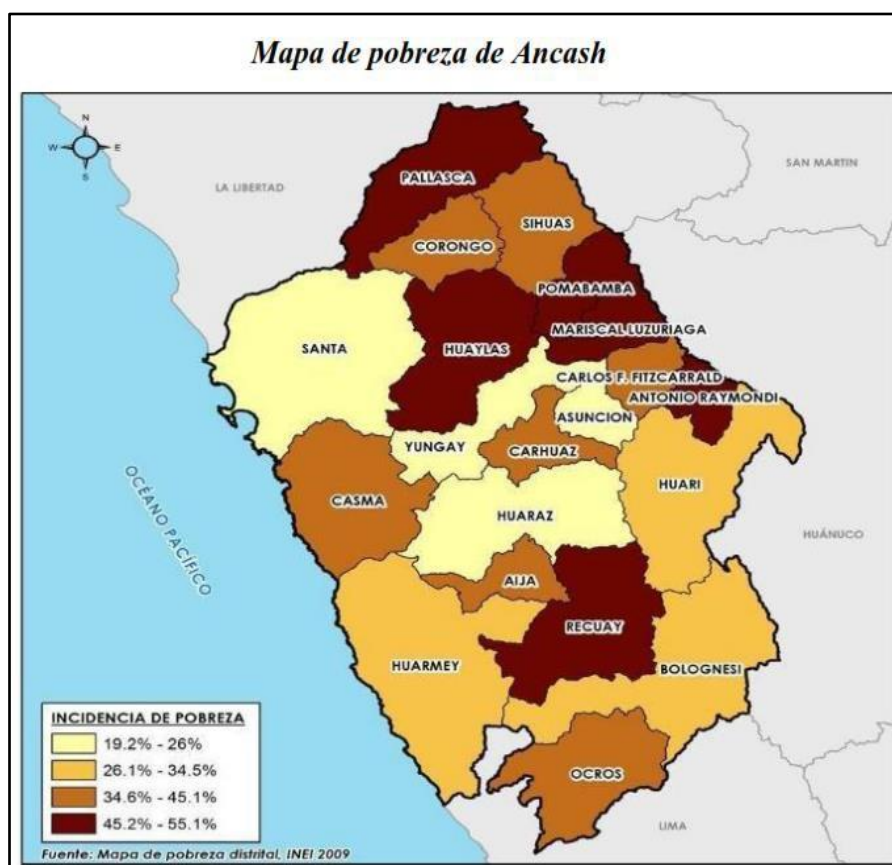 Mapa de pobreza de Ancash
N
W
E
S
LA LIBERTAD
SAN MARTIN
PALLASCA
SIHUAS
CORONGO
POMABAMBA
MARISCAL LUZURIAGA
SANTA
HUAYLAS
CARLOS F. FITZCARRALD
ANTONIO RAYMONDI
ASUNCION
YUNGAY
CARHUAZ
HUARI
CASMA
HUARAZ
OCÉANO PACÍFICO
HUÁNUCO
AIJA
RECUAY
HUARMEY
BOLOGNESI
INCIDENCIA DE POBREZA
19.2% - 26%
26.1% - 34.5%
34.6% - 45.1%
45.2% - 55.1%
OCROS
LIMA
Fuente: Mapa de pobreza distrital, INEI 2009